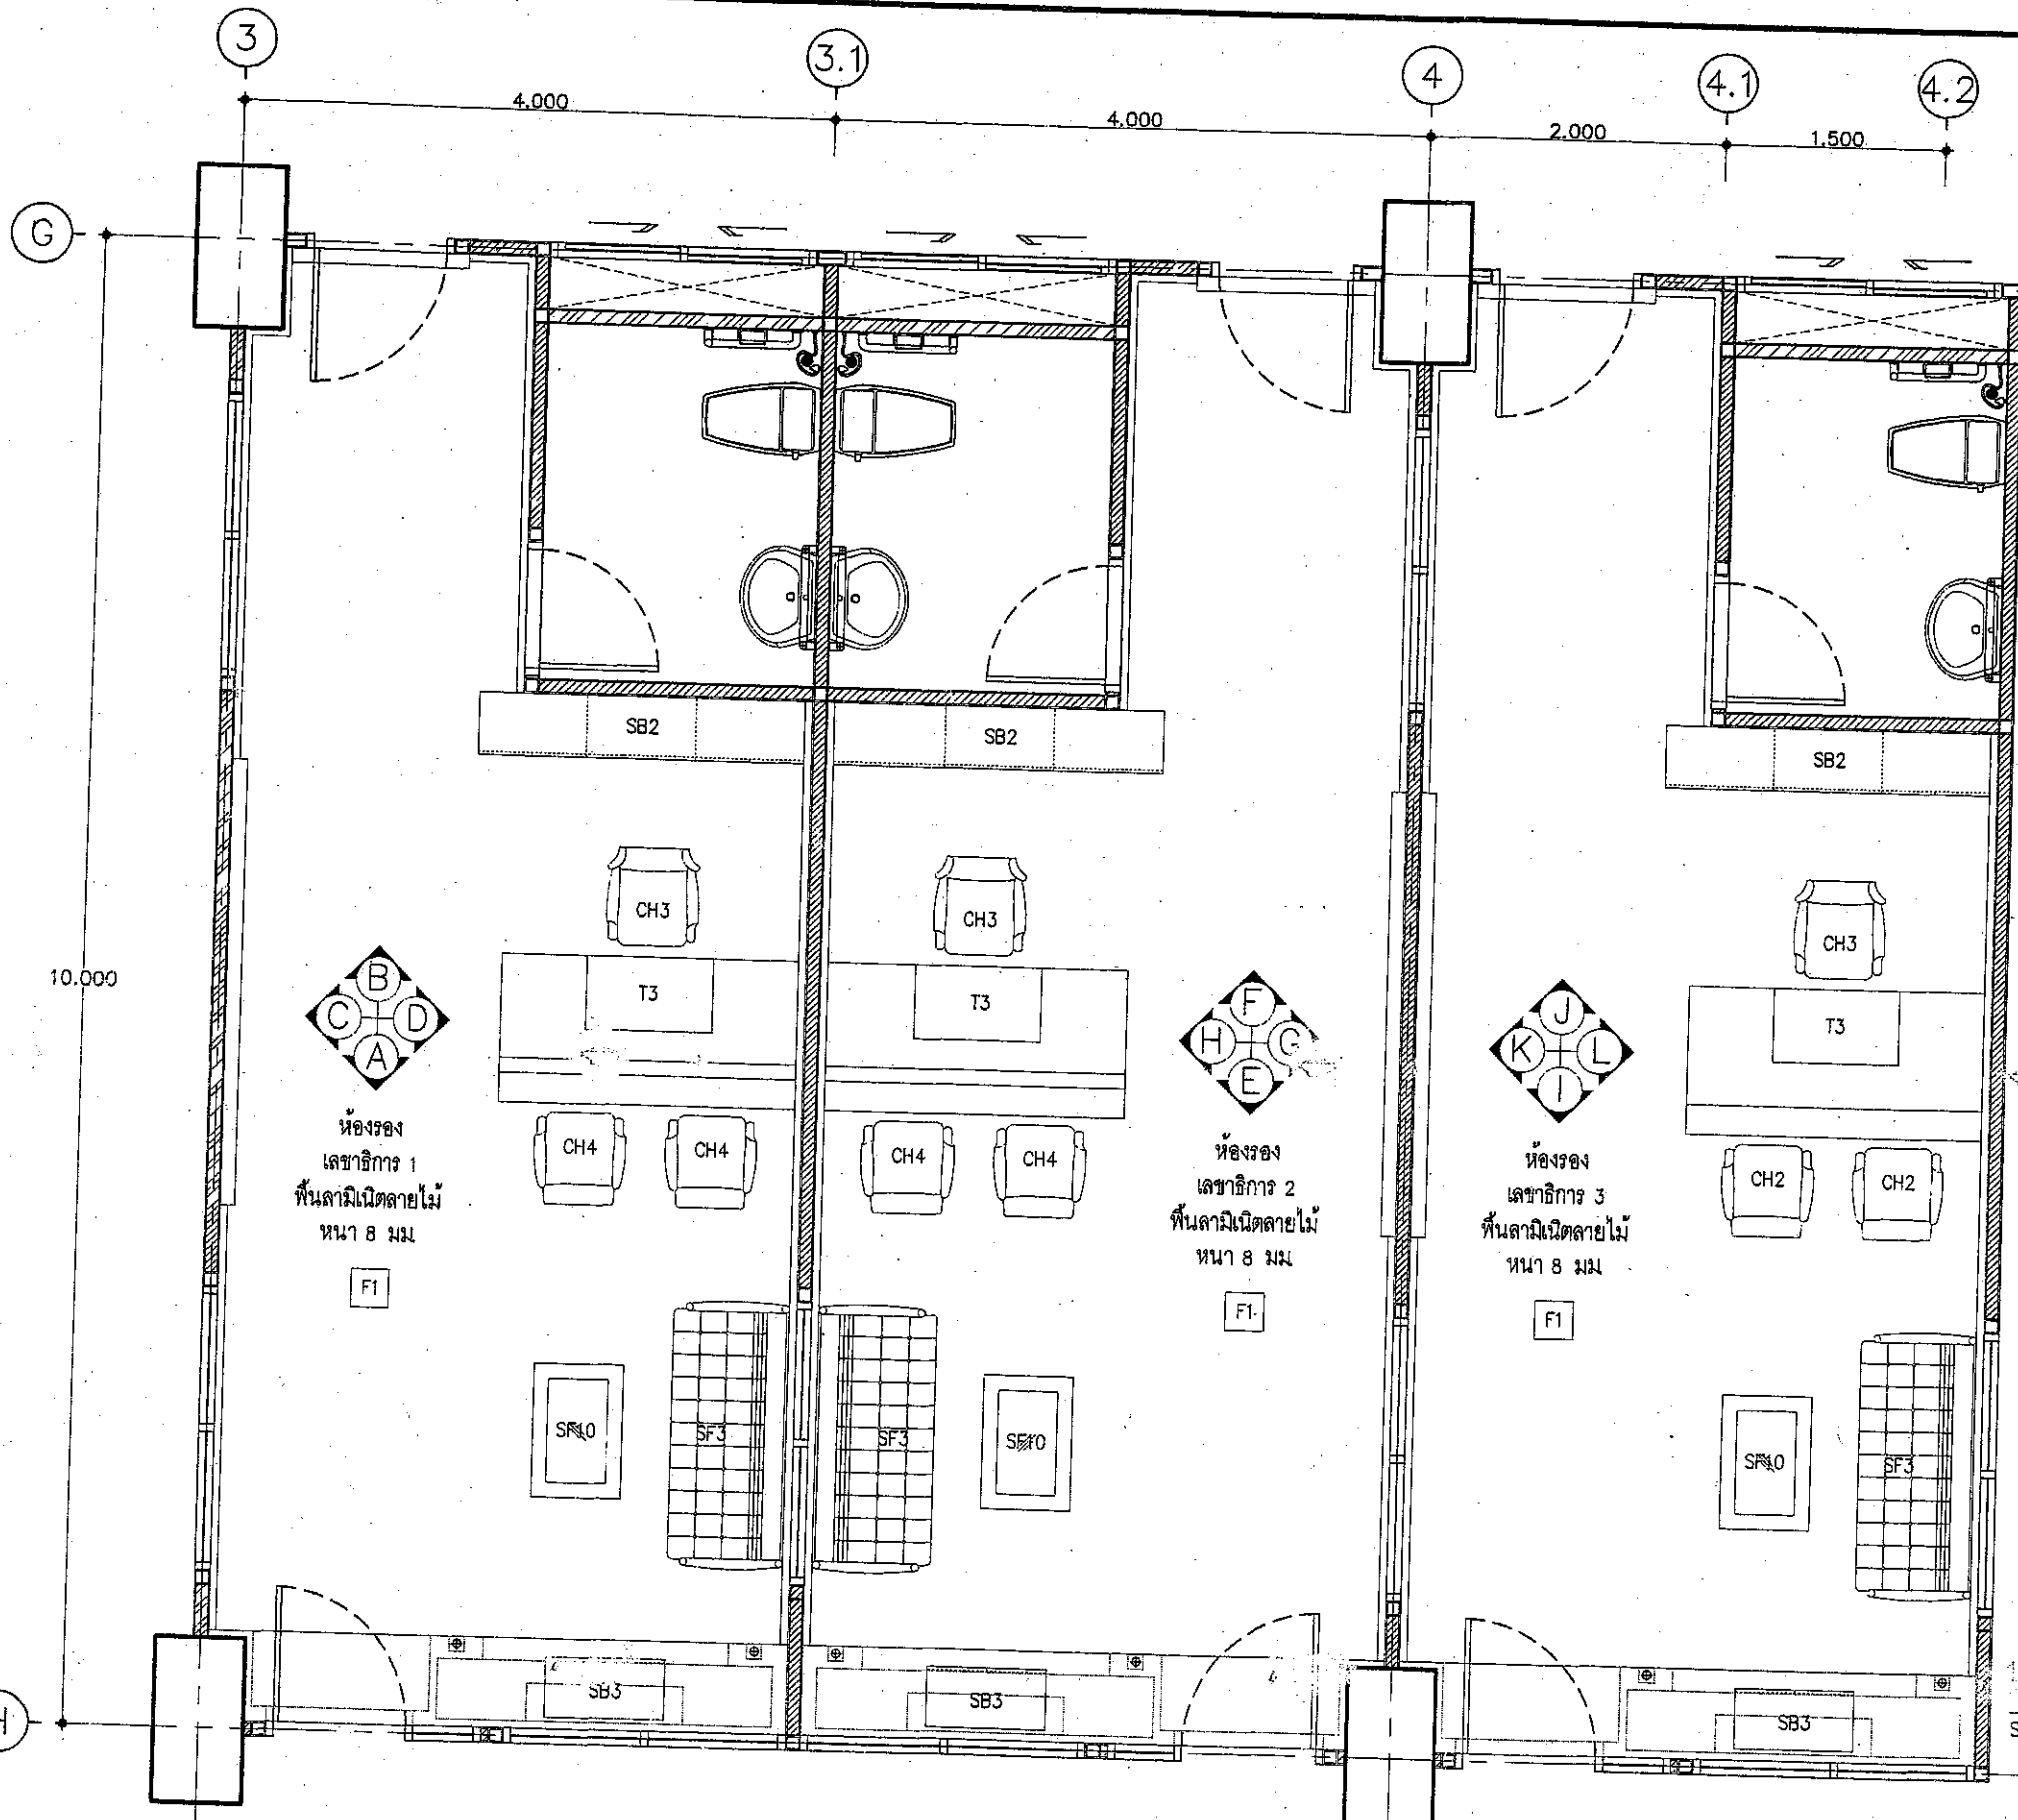 3
3.1
4
4.1
4.2
4.000
4.000
2.000
1.500
G
SB2
SB2
SB2
CH3
CH3
CH3
10.000
T3
T3
T3
B
C
D
A
F
H
G
E
J
K
L
I
CH4
CH4
CH4
CH4
CH2
CH2
ห้องรอง
เลขาธิการ 1
พื้นลามิเนิตลายไม้
หนา 8 มม
F1
ห้องรอง
เลขาธิการ 2
พื้นลามิเนิตลายไม้
หนา 8 มม
F1
ห้องรอง
เลขาธิการ 3
พื้นลามิเนิตลายไม้
หนา 8 มม
F1
SF3
SF3
SF10
SF3
SB3
SB3
SB3